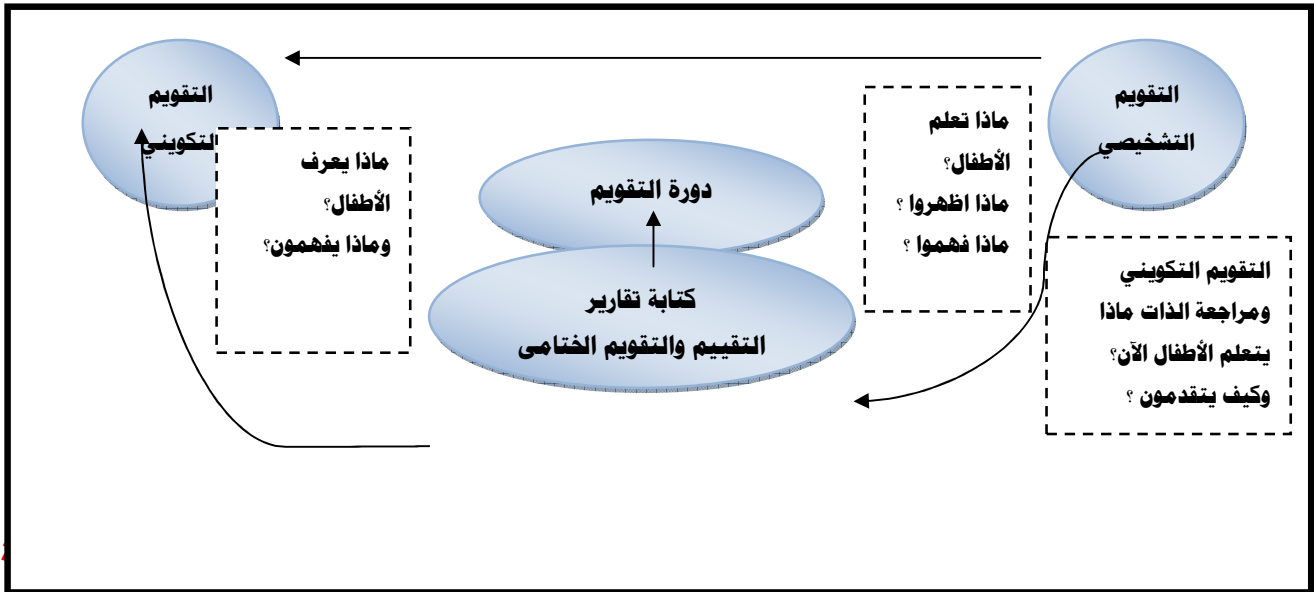 التقويم
التشخيصي
ماذا تعلم
الأطفال؟
ماذا اظهروا ؟
ماذا فهموا ؟
التقويم التكويني
ومراجعة الذات ماذا
يتعلم الأطفال الآن؟
وكيف يتقدمون ؟
دورة التقويم
كتابة تقارير
التقييم والتقويم الختامى
التقويم
لتكويني
ماذا يعرف
الأطفال؟
وماذا يفهمون؟